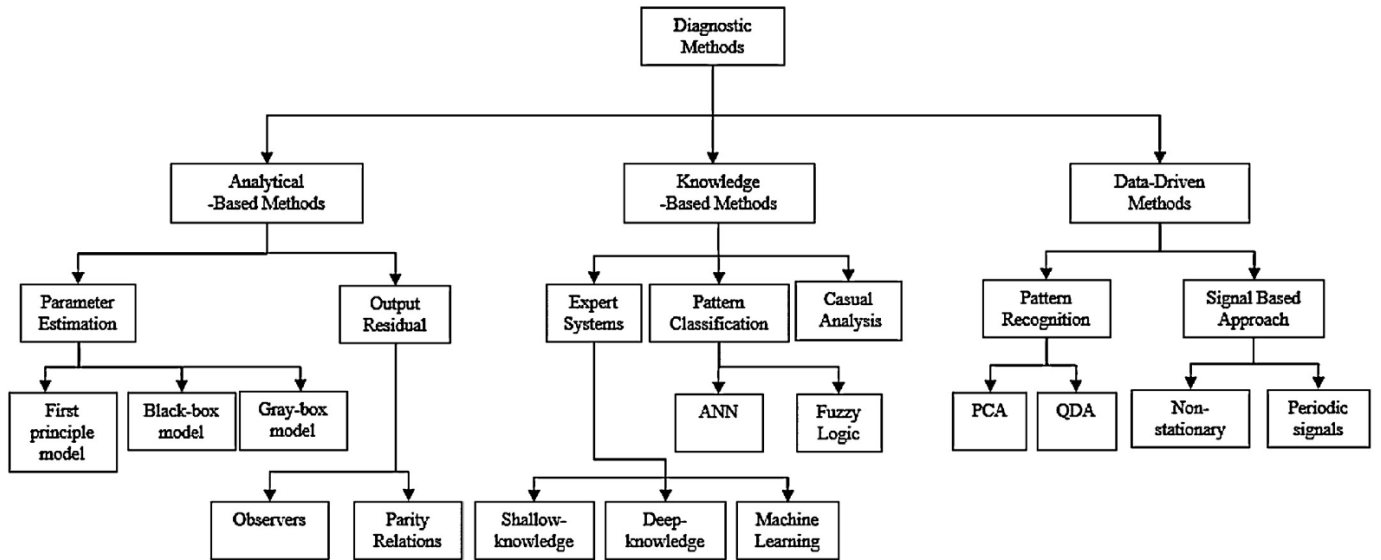 Diagnostic
Methods
Analytical
-Based Methods
Knowledge
-Based Methods
Data-Driven
Methods
Parameter
Estimation
Output
Residual
Expert
Systems
Pattern
Classification
Casual
Analysis
Pattern
Recognition
Signal Based
Approach
First
principle
model
Black-box
model
Gray-box
model
ANN
Fuzzy
Logic
PCA
QDA
Non-
stationary
Periodic
signals
Observers
Parity
Relations
Shallow-
knowledge
Deep-
knowledge
Machine
Learning